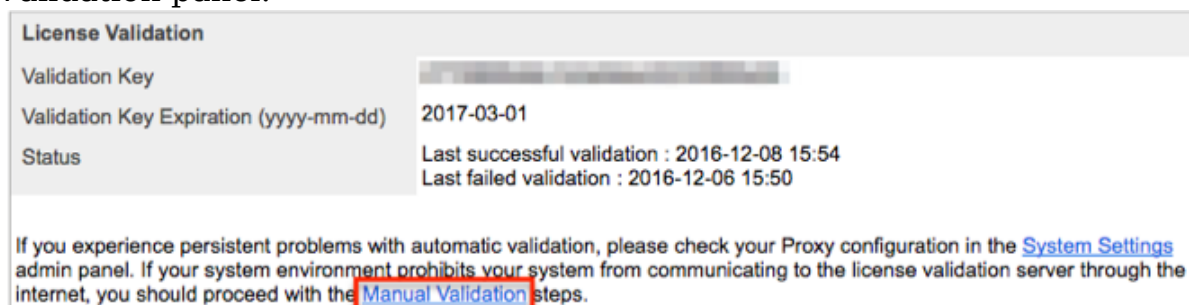 License Validation
Validation Key
Validation Key Expiration (yyyy-mm-dd) 2017-03-01
Status Last successful validation : 2016-12-08 15:54
Last failed validation : 2016-12-06 15:50
If you experience persistent problems with automatic validation, please check your Proxy configuration in the System Settings
admin panel. If your system environment prohibits your system from communicating to the license validation server through the
internet, you should proceed with the Manual Validation steps.